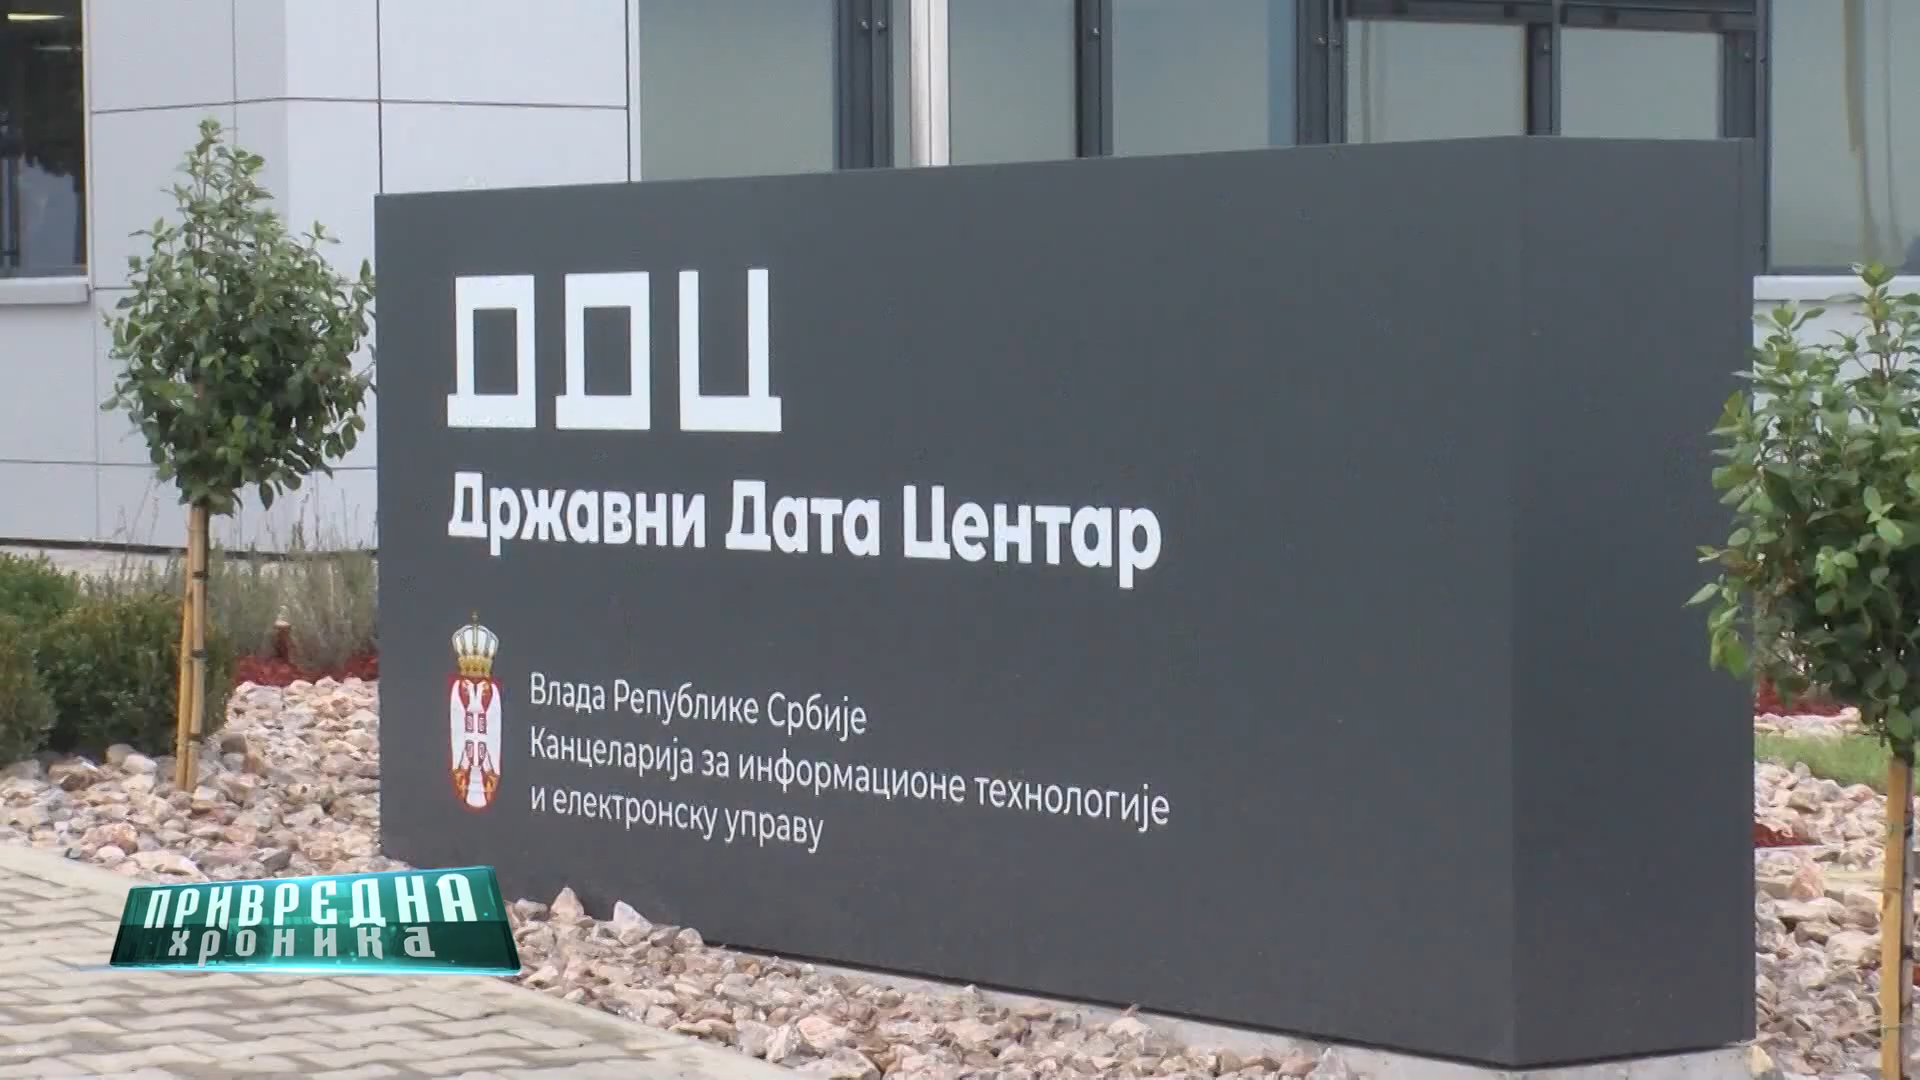 ДДЦ
Државни Дата Центар
Влада Републике Србије
Канцеларија за информационе технологије
и електронску управу
ПРИВРЕДНА
хроника